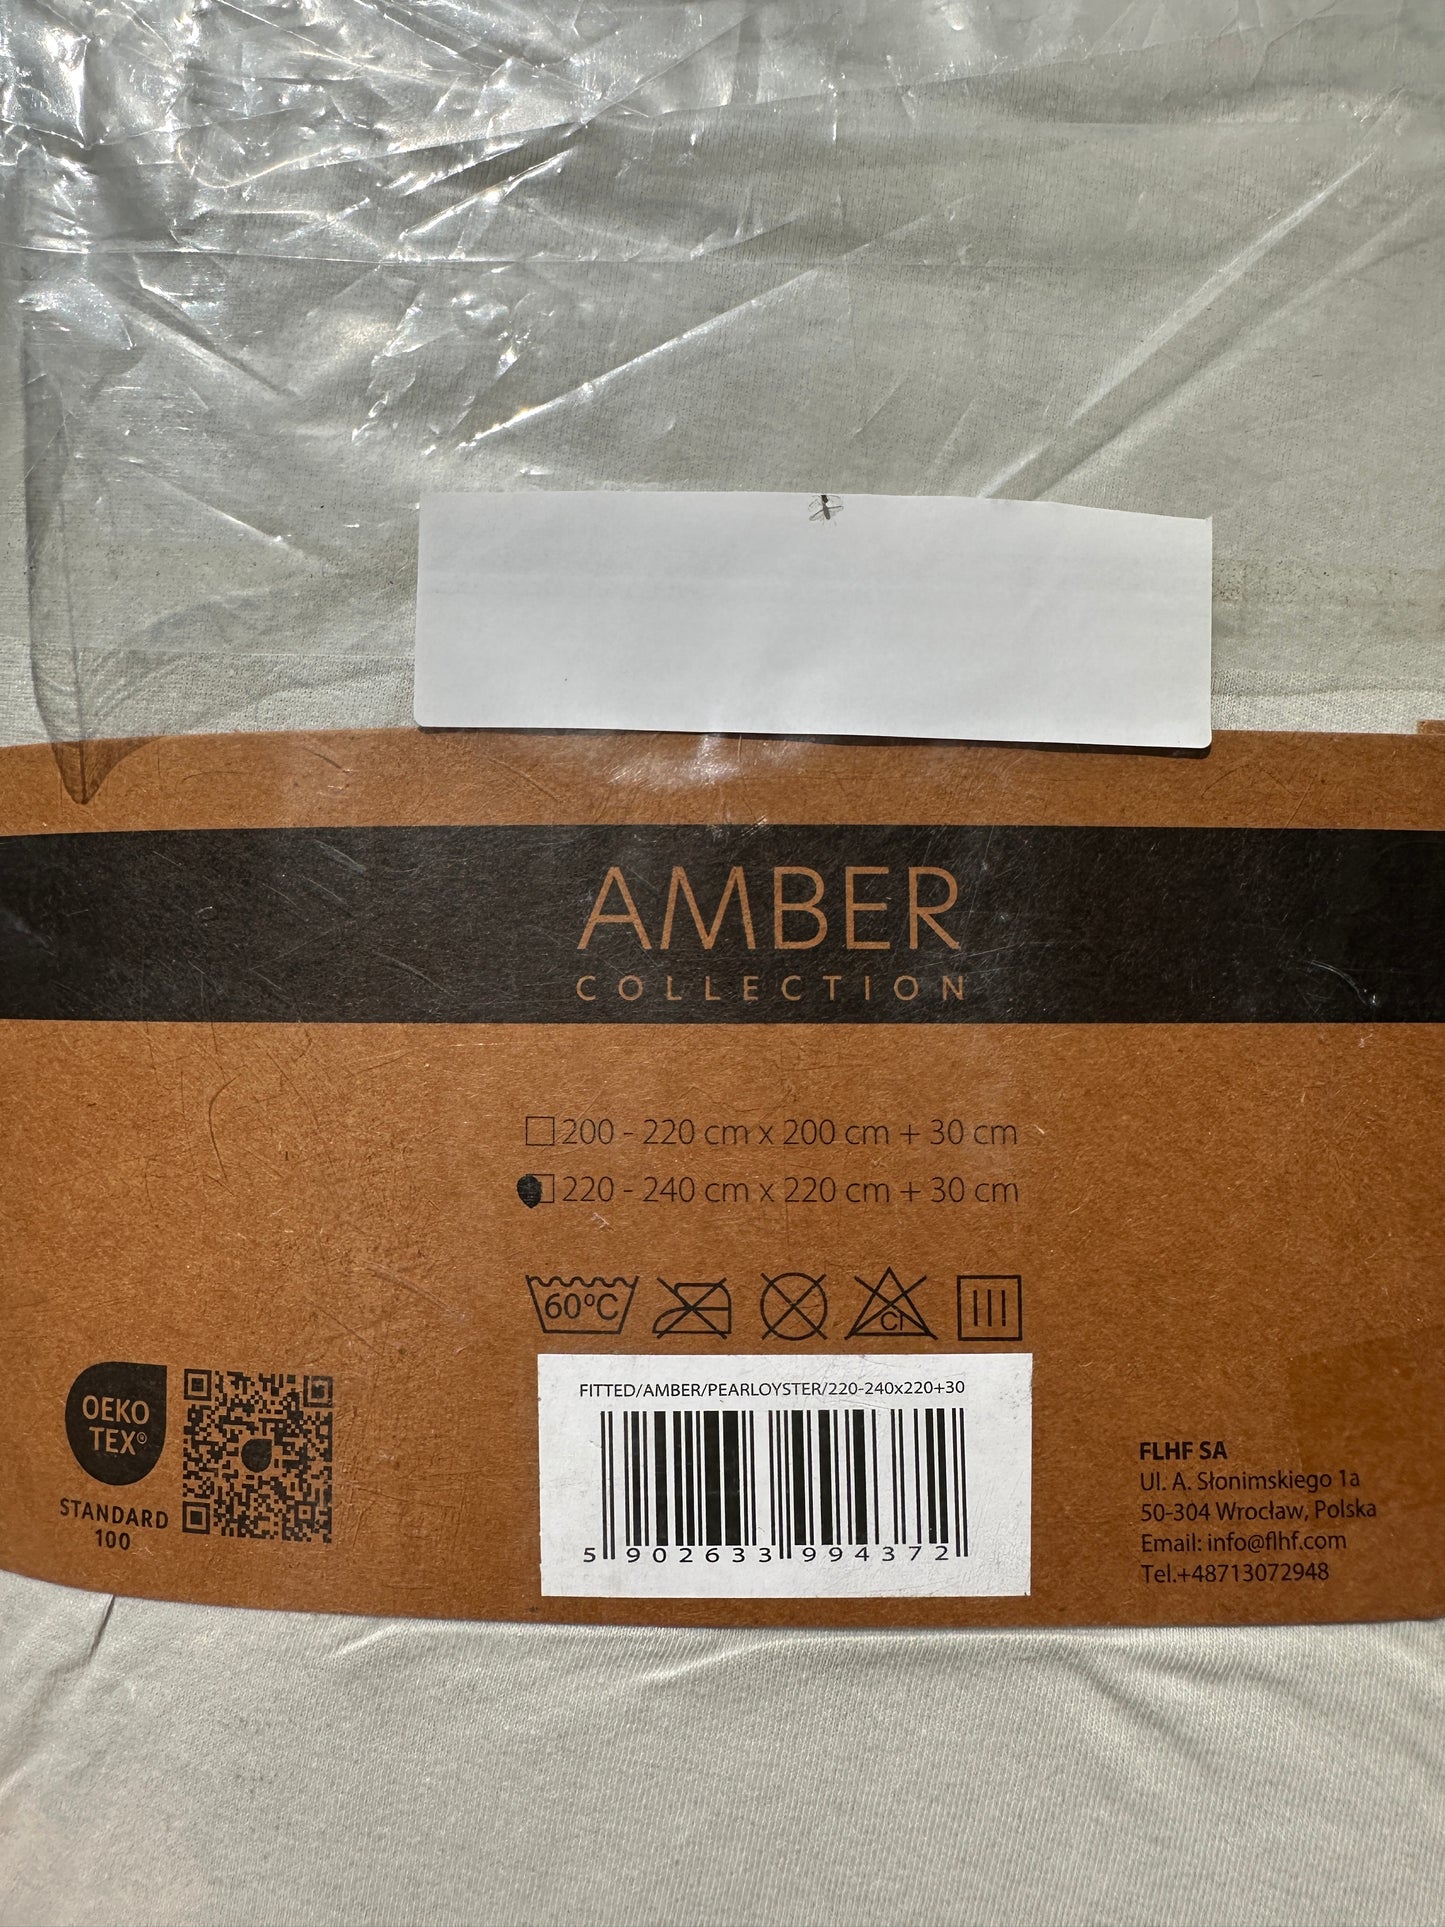 AMBER
COLLECTION
200 - 220 cm x 200 cm + 30 cm
220 - 240 cm x 220 cm + 30 cm
60°C
Cl
OEKO
TEX®
STANDARD
100
FITTED/AMBER/PEARLOYSTER/220-240x220+30
5 902633 994372
FLHF SA
Ul. A. Słonimskiego 1a
50-304 Wrocław, Polska
Email: info@flhf.com
Tel.+48713072948